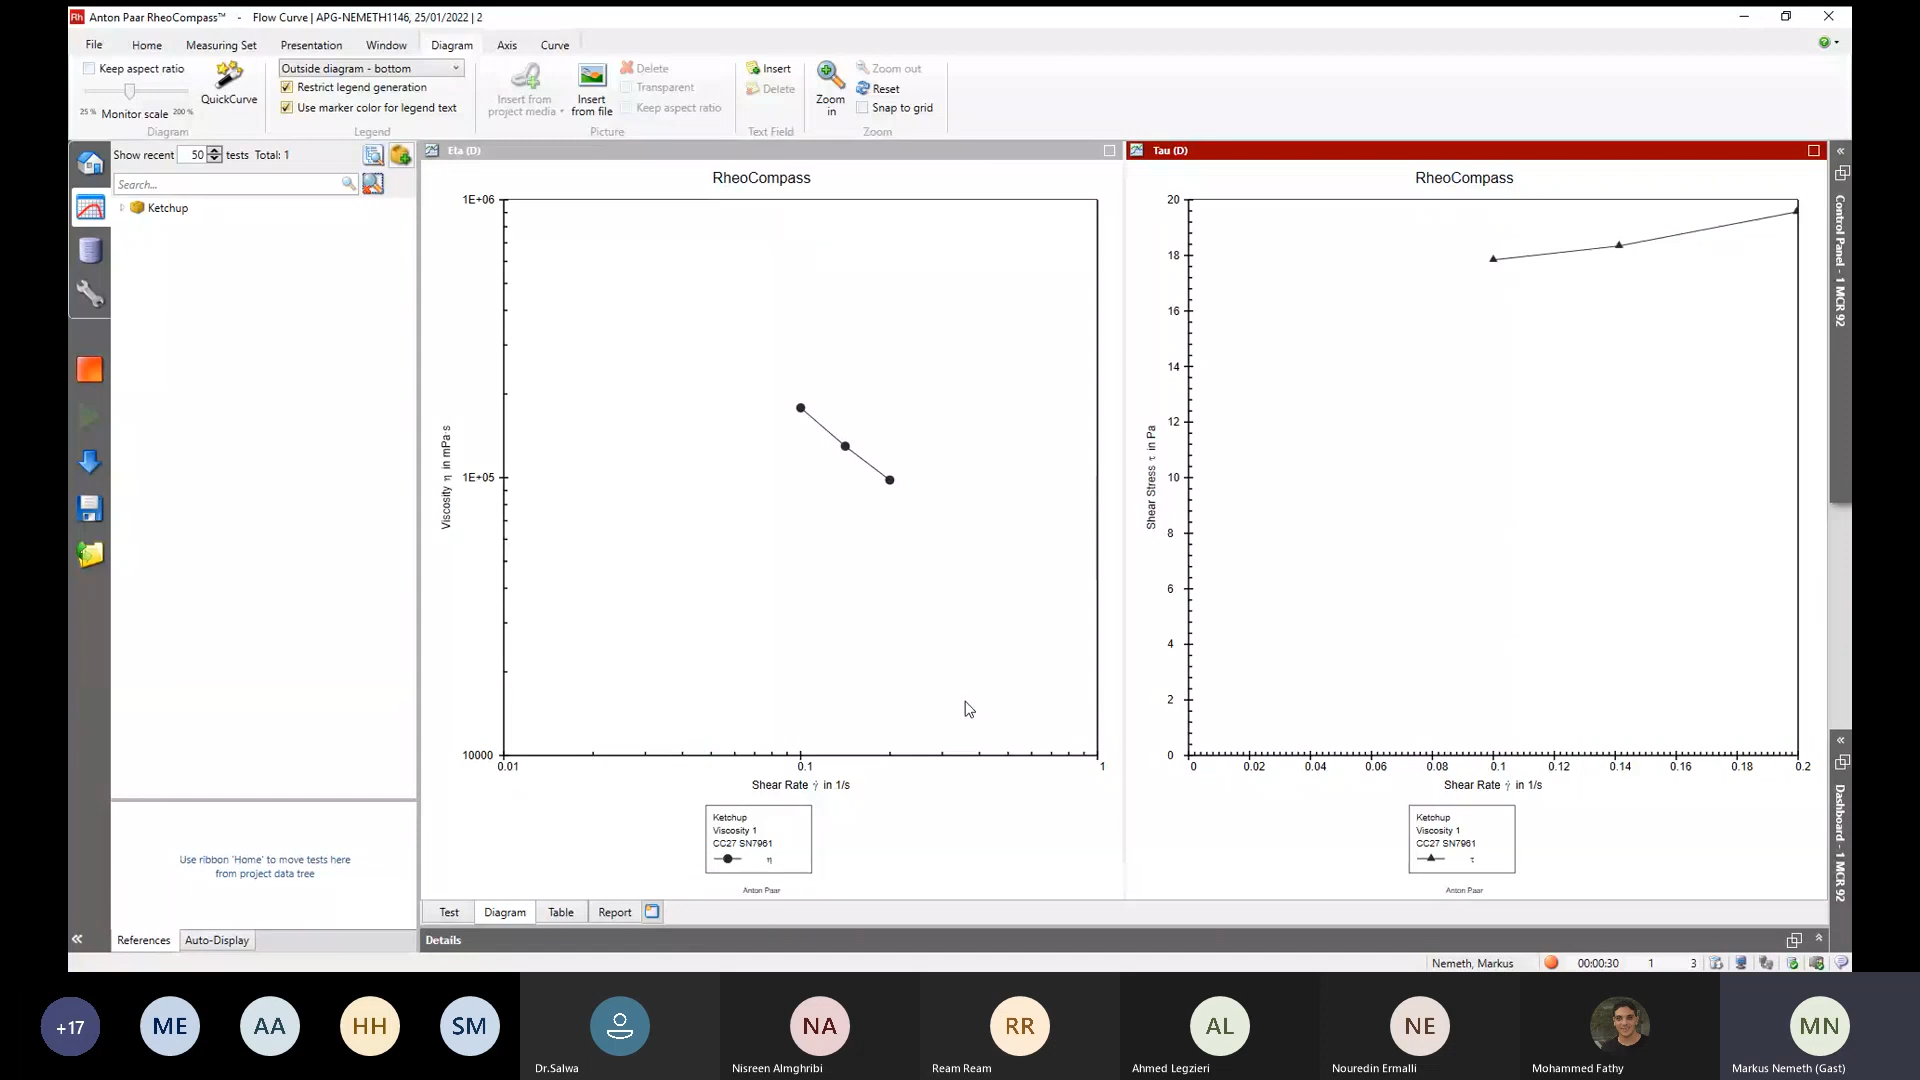 Rh Anton Paar RheoCompass™ - Flow Curve | APG-NEMETH1146, 25/01/2022 | 2
File Home Measuring Set Presentation Window Diagram Axis Curve
Keep aspect ratio
25 % Monitor scale 200 %
QuickCurve
Diagram
Outside diagram - bottom
Restrict legend generation
Use marker color for legend text
Legend
Insert from
project media
Insert
from file
Delete
Transparent
Keep aspect ratio
Picture
Insert
Delete
Text Field
Zoom
in
Zoom out
Reset
Snap to grid
Zoom
Show recent 50 tests Total: 1
Search...
Ketchup
Use ribbon 'Home' to move tests here
from project data tree
References Auto-Display
Eta (D)
RheoCompass
1E+06
1E+05
10000
Viscosity η in mPa·s
0.01 0.1 1
Shear Rate γ̇ in 1/s
Ketchup
Viscosity 1
CC27 SN7961
η
Anton Paar
Tau (D)
RheoCompass
20
18
16
14
12
10
8
6
4
2
0
Shear Stress τ in Pa
0 0.02 0.04 0.06 0.08 0.1 0.12 0.14 0.16 0.18 0.2
Shear Rate γ̇ in 1/s
Ketchup
Viscosity 1
CC27 SN7961
τ
Anton Paar
Control Panel - 1 MCR 92
Dashboard - 1 MCR 92
Test Diagram Table Report
Details
Nemeth, Markus 00:00:30 1 3
+17 ME AA HH SM NA RR AL NE MN
Dr.Salwa Nisreen Almghribi Ream Ream Ahmed Legzieri Nouredin Ermalli Mohammed Fathy Markus Nemeth (Gast)